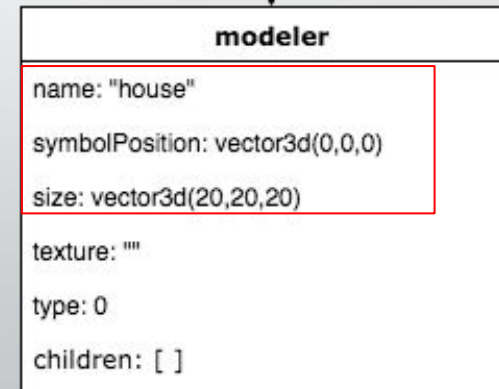 modeler
name: "house"
symbolPosition: vector3d(0,0,0)
size: vector3d(20,20,20)
texture: ""
type: 0
children: [ ]